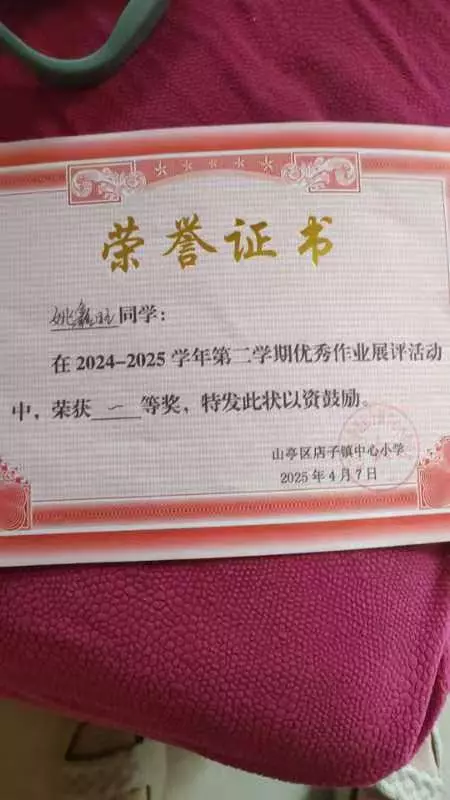 荣誉证书
姚鑫旺同学：
在2024–2025学年第二学期优秀作业展评活动
中，荣获 一 等奖，特发此状以资鼓励。
山亭区店子镇中心小学
2025年4月7日